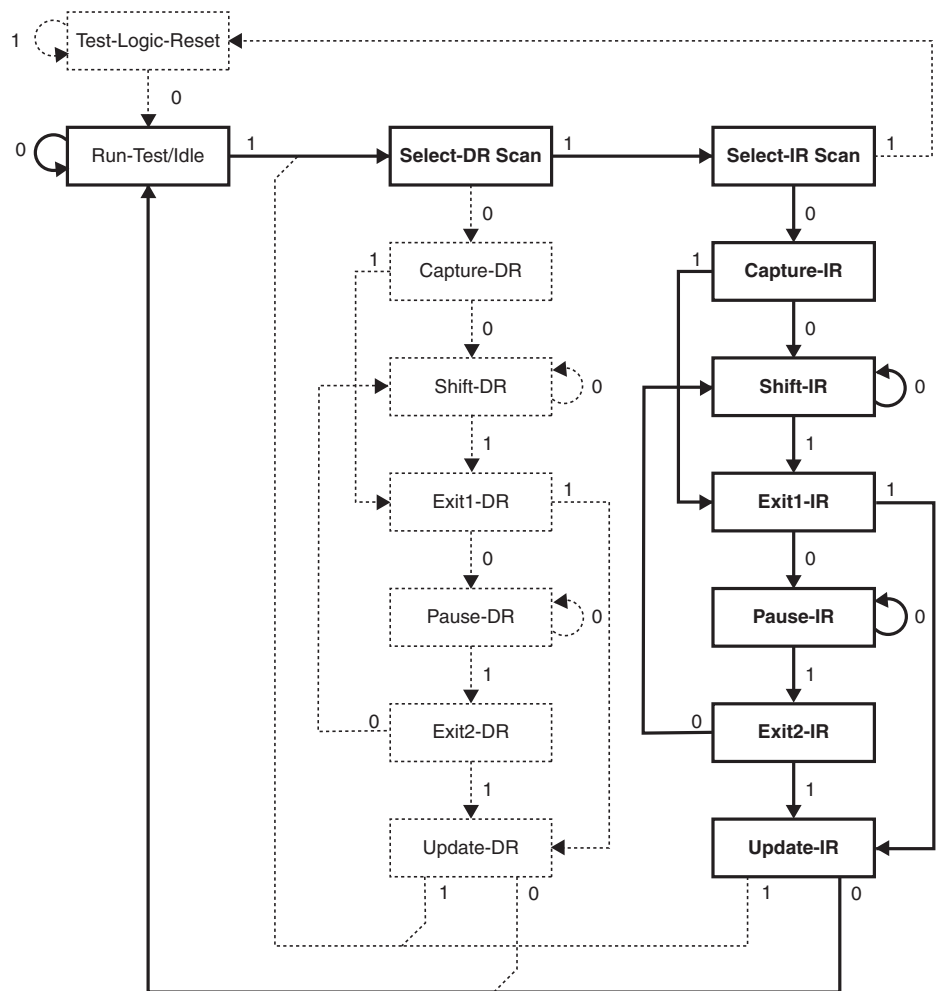 1
Test-Logic-Reset
0
0
Run-Test/Idle
1
Select-DR Scan
1
Select-IR Scan
1
0
0
1
Capture-DR
1
Capture-IR
0
0
Shift-DR
0
Shift-IR
0
1
1
Exit1-DR
1
Exit1-IR
1
0
0
Pause-DR
0
Pause-IR
0
1
1
0
Exit2-DR
0
Exit2-IR
1
1
Update-DR
Update-IR
1
0
1
0